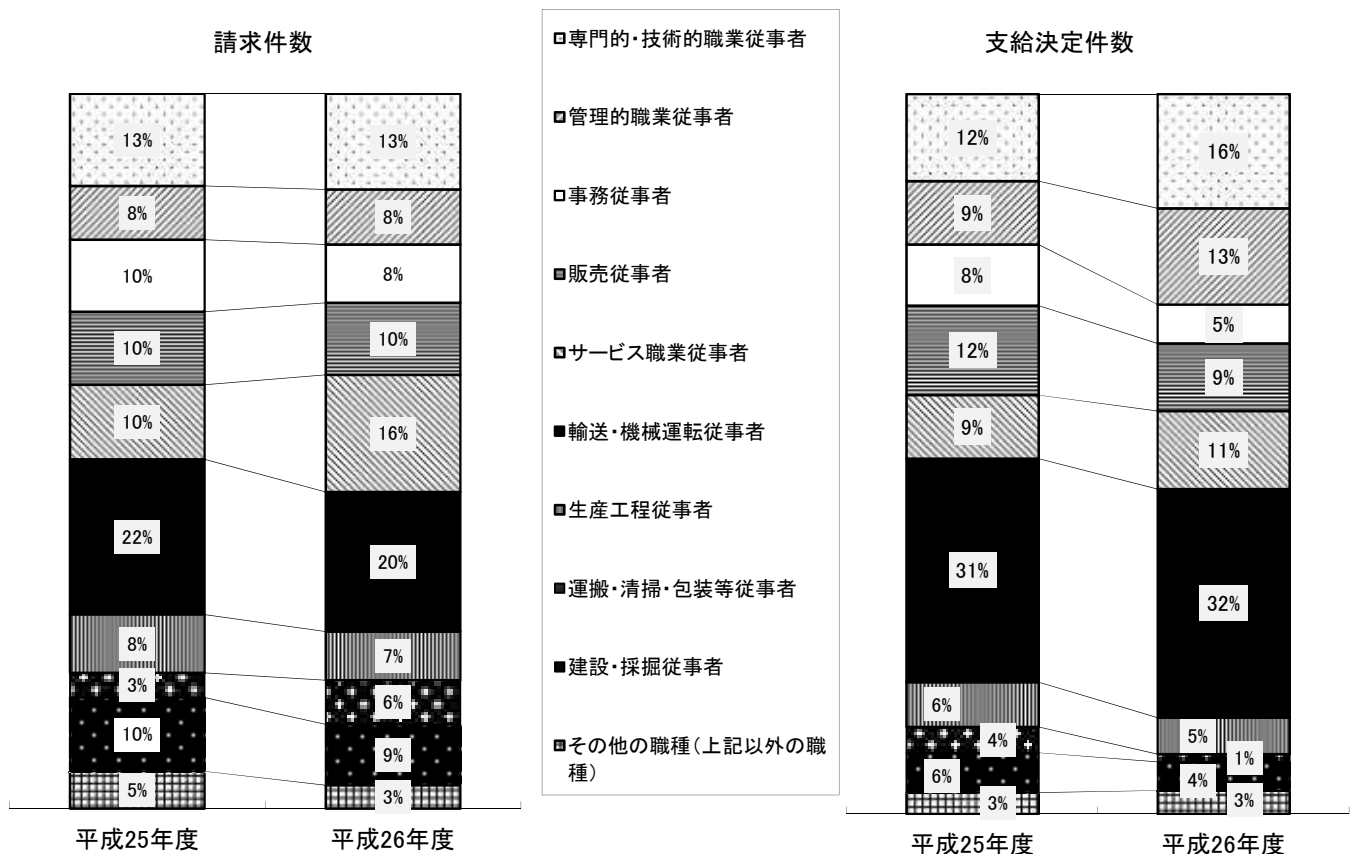 請求件数
13%
8%
10%
10%
10%
22%
8%
3%
10%
5%
平成25年度
13%
8%
8%
10%
16%
20%
7%
6%
9%
3%
平成26年度
専門的・技術的職業従事者
管理的職業従事者
事務従事者
販売従事者
サービス職業従事者
輸送・機械運転従事者
生産工程従事者
運搬・清掃・包装等従事者
建設・採掘従事者
その他の職種(上記以外の職
種)
支給決定件数
12%
9%
8%
12%
9%
31%
6%
4%
6%
3%
平成25年度
16%
13%
5%
9%
11%
32%
5%
1%
4%
3%
平成26年度